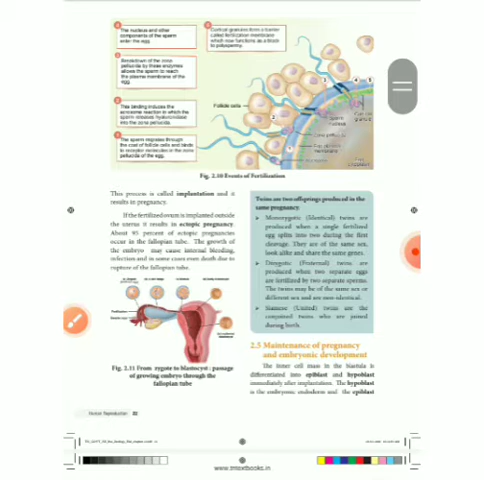 The nucleus and other
components of the sperm
enter the egg.
Cortical granules form a barrier
called fertilization membrane
which now functions as a block
to polyspermy.
Breakdown of the zona
pellucida by these enzymes
allows the sperm to reach
the plasma membrane of the
egg.
This binding induces the
acrosome reaction in which the
sperm releases hyaluronidase
into the zona pellucida.
The sperm migrates through
the coat of follicle cells and binds
to receptor molecules in the zona
pellucida of the egg.
Follicle cells
Sperm
nucleus
Zona pellucida
Egg plasma
membrane
Fig. 2.10 Events of Fertilization
This process is called implantation and it
results in pregnancy.
If the fertilized ovum is implanted outside
the uterus it results in ectopic pregnancy.
About 95 percent of ectopic pregnancies
occur in the fallopian tube. The growth of
the embryo may cause internal bleeding,
infection and in some cases even death due to
rupture of the fallopian tube.
Fig. 2.11 From zygote to blastocyst : passage
of growing embryo through the
fallopian tube
Twins are two offsprings produced in the
same pregnancy.
➢ Monozygotic (Identical) twins are
produced when a single fertilized
egg splits into two during the first
cleavage. They are of the same sex,
look alike and share the same genes.
➢ Dizygotic (Fraternal) twins are
produced when two separate eggs
are fertilized by two separate sperms.
The twins may be of the same sex or
different sex and are non-identical.
➢ Siamese (United) twins are the
conjoined twins who are joined
during birth.
2.5 Maintenance of pregnancy
and embryonic development
The inner cell mass in the blastula is
differentiated into epiblast and hypoblast
immediately after implantation. The hypoblast
is the embryonic endoderm and the epiblast
Human Reproduction
www.tntextbooks.in